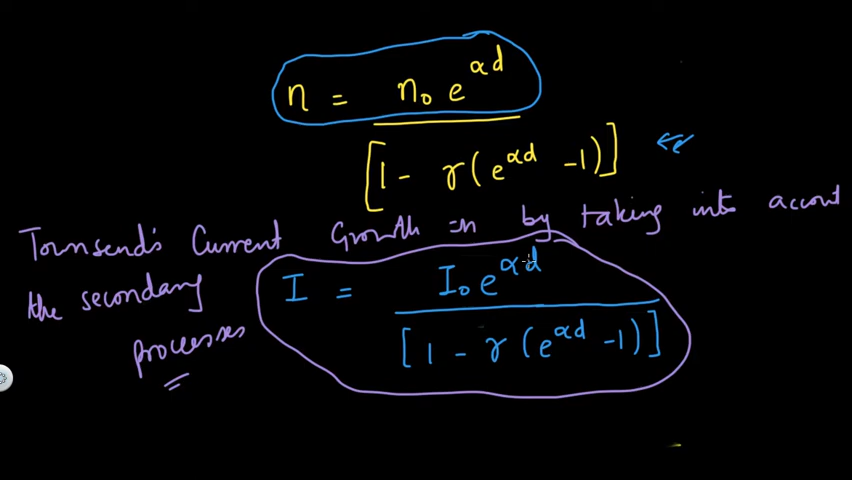 n = n₀ e^αd
[1 - γ(e^αd - 1)]
Townsend's Current Growth =n by taking into account
the secondary processes
I = I₀ e^αd
[1 - γ(e^αd - 1)]